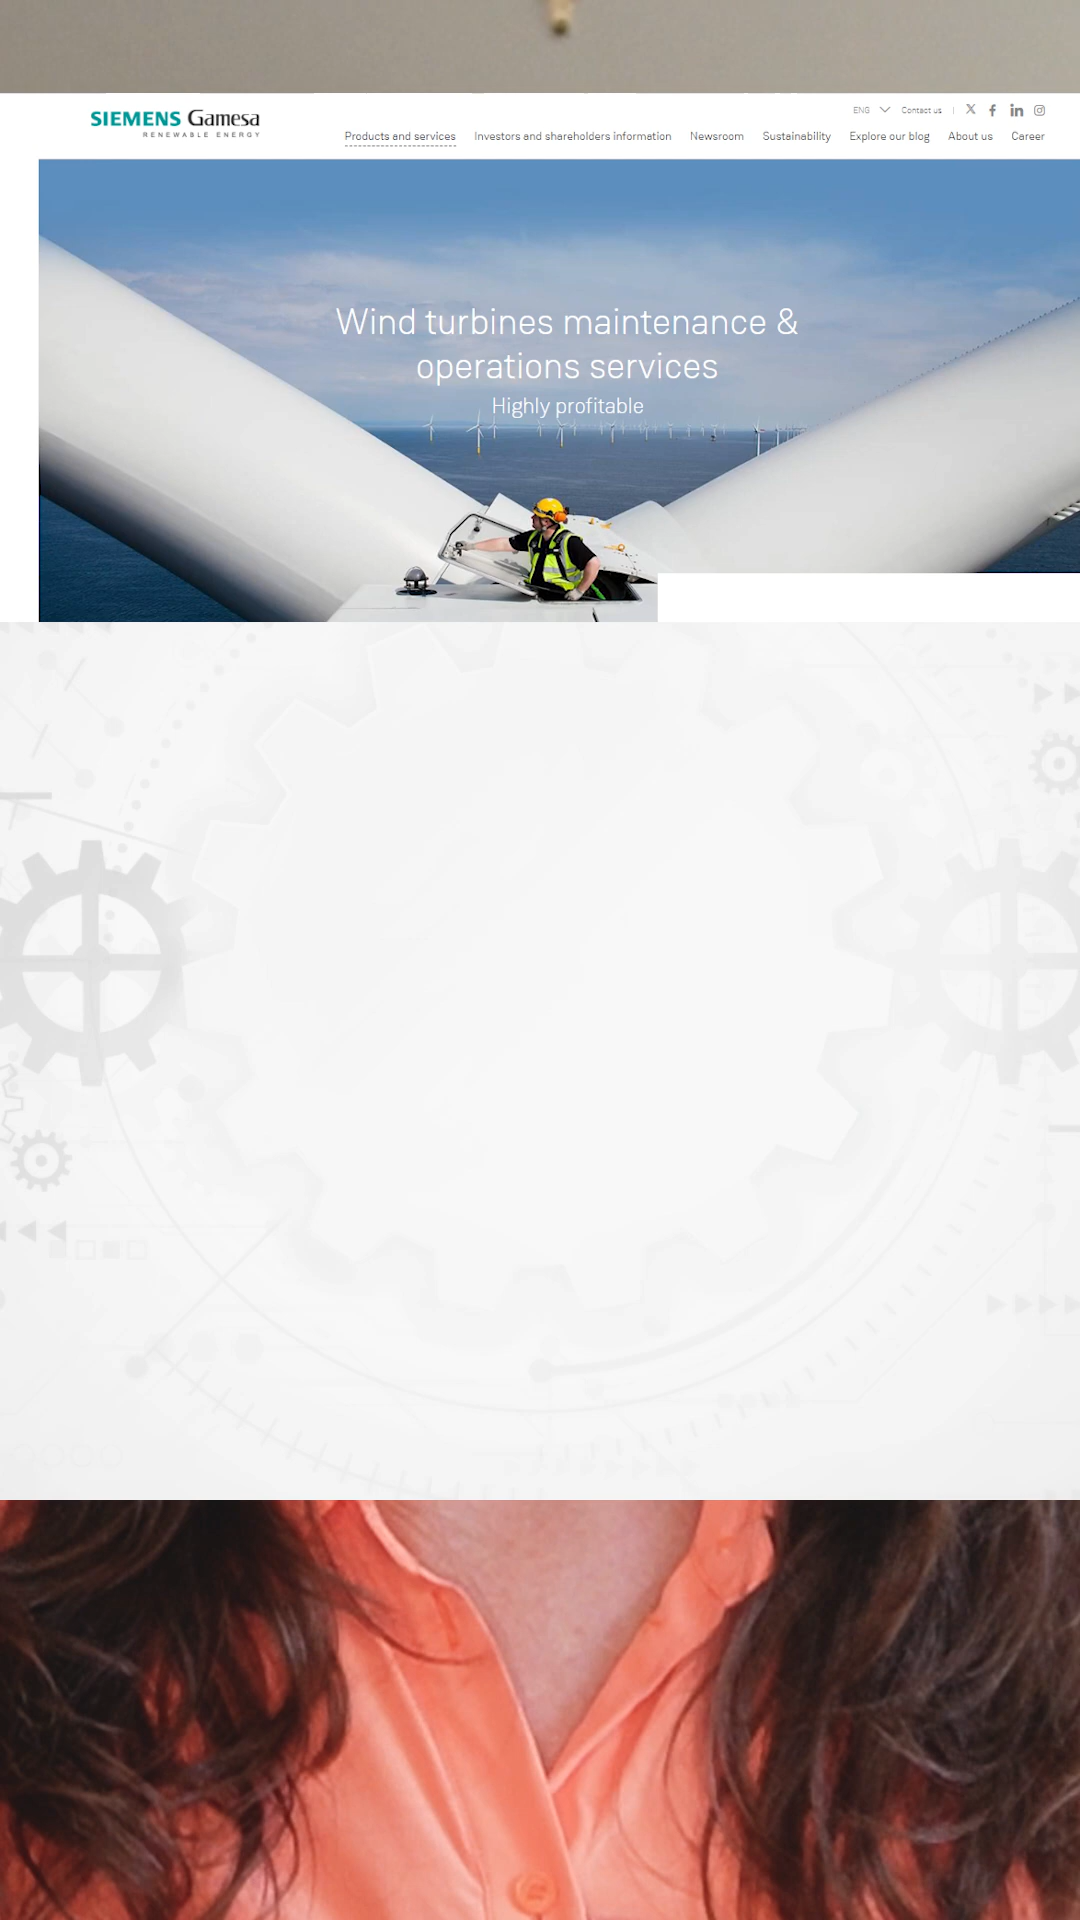 SIEMENS Gamesa
RENEWABLE ENERGY
ENG
Contact us
Products and services
Investors and shareholders information
Newsroom
Sustainability
Explore our blog
About us
Career
Wind turbines maintenance &
operations services
Highly profitable